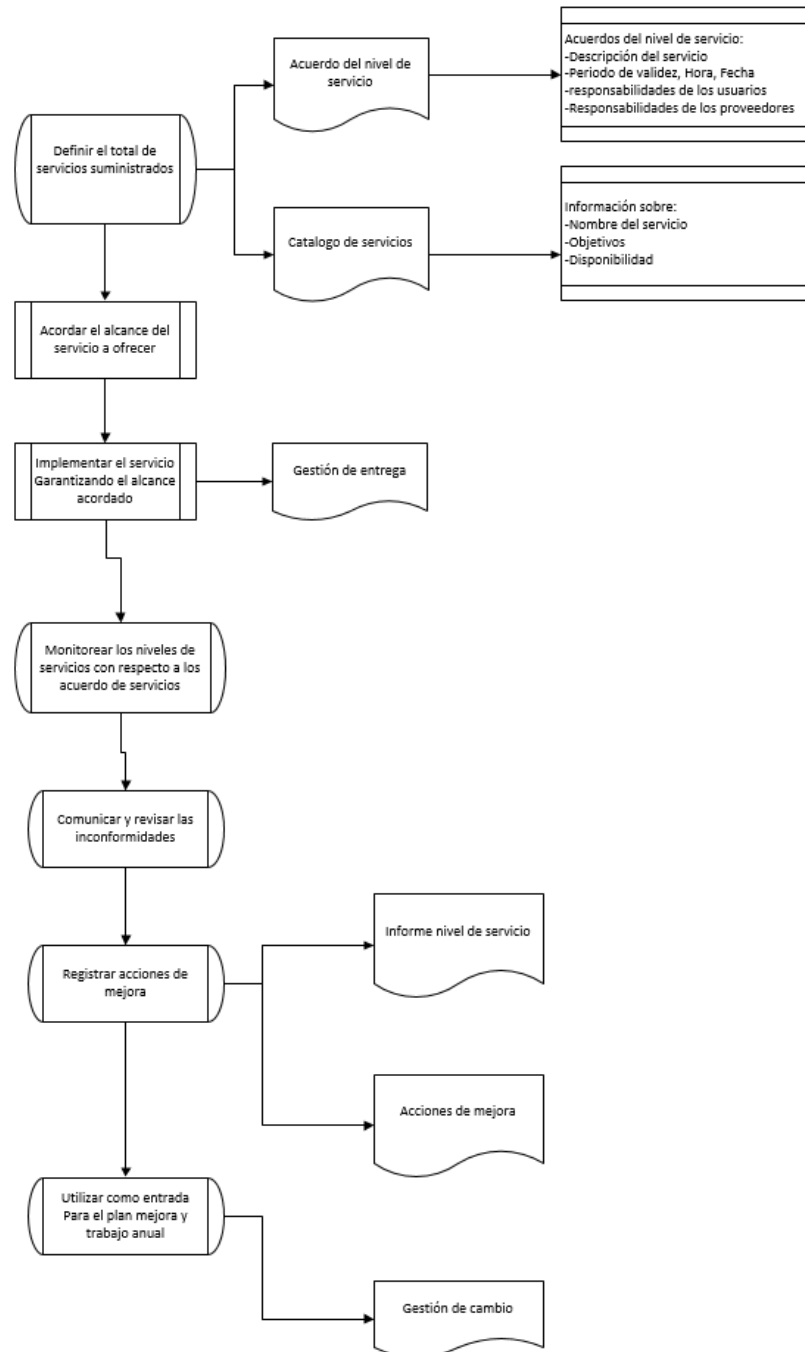 Acuerdo del nivel de
servicio
Acuerdos del nivel de servicio:
-Descripción del servicio
-Periodo de validez, Hora, Fecha
-responsabilidades de los usuarios
-Responsabilidades de los proveedores
Definir el total de
servicios suministrados
Catalogo de servicios
Información sobre:
-Nombre del servicio
-Objetivos
-Disponibilidad
Acordar el alcance del
servicio a ofrecer
Implementar el servicio
Garantizando el alcance
acordado
Gestión de entrega
Monitorear los niveles de
servicios con respecto a los
acuerdo de servicios
Comunicar y revisar las
inconformidades
Registrar acciones de
mejora
Informe nivel de servicio
Acciones de mejora
Utilizar como entrada
Para el plan mejora y
trabajo anual
Gestión de cambio